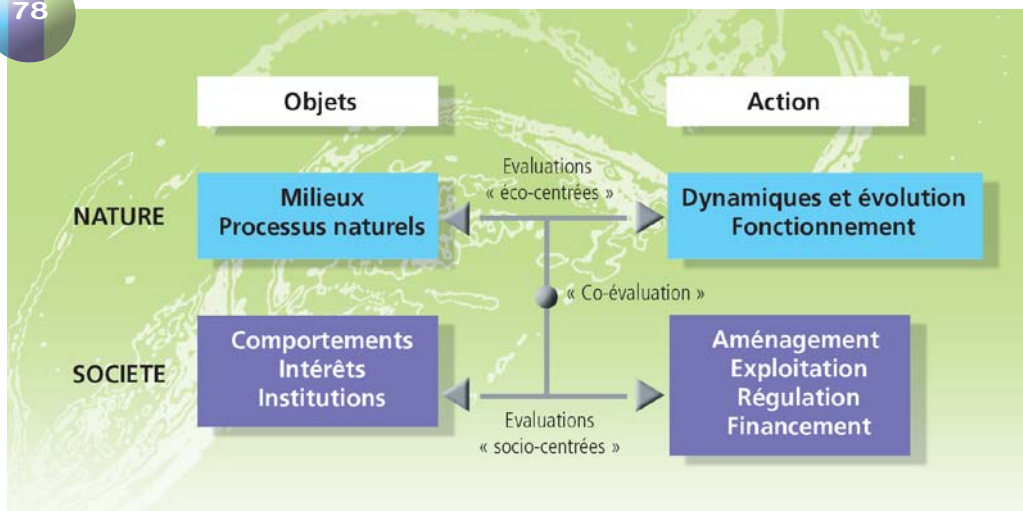 78
Objets
Action
Evaluations
« éco-centrées »
NATURE
Milieux
Processus naturels
Dynamiques et évolution
Fonctionnement
« Co-évaluation »
SOCIETE
Comportements
Intérêts
Institutions
Aménagement
Exploitation
Régulation
Financement
Evaluations
« socio-centrées »